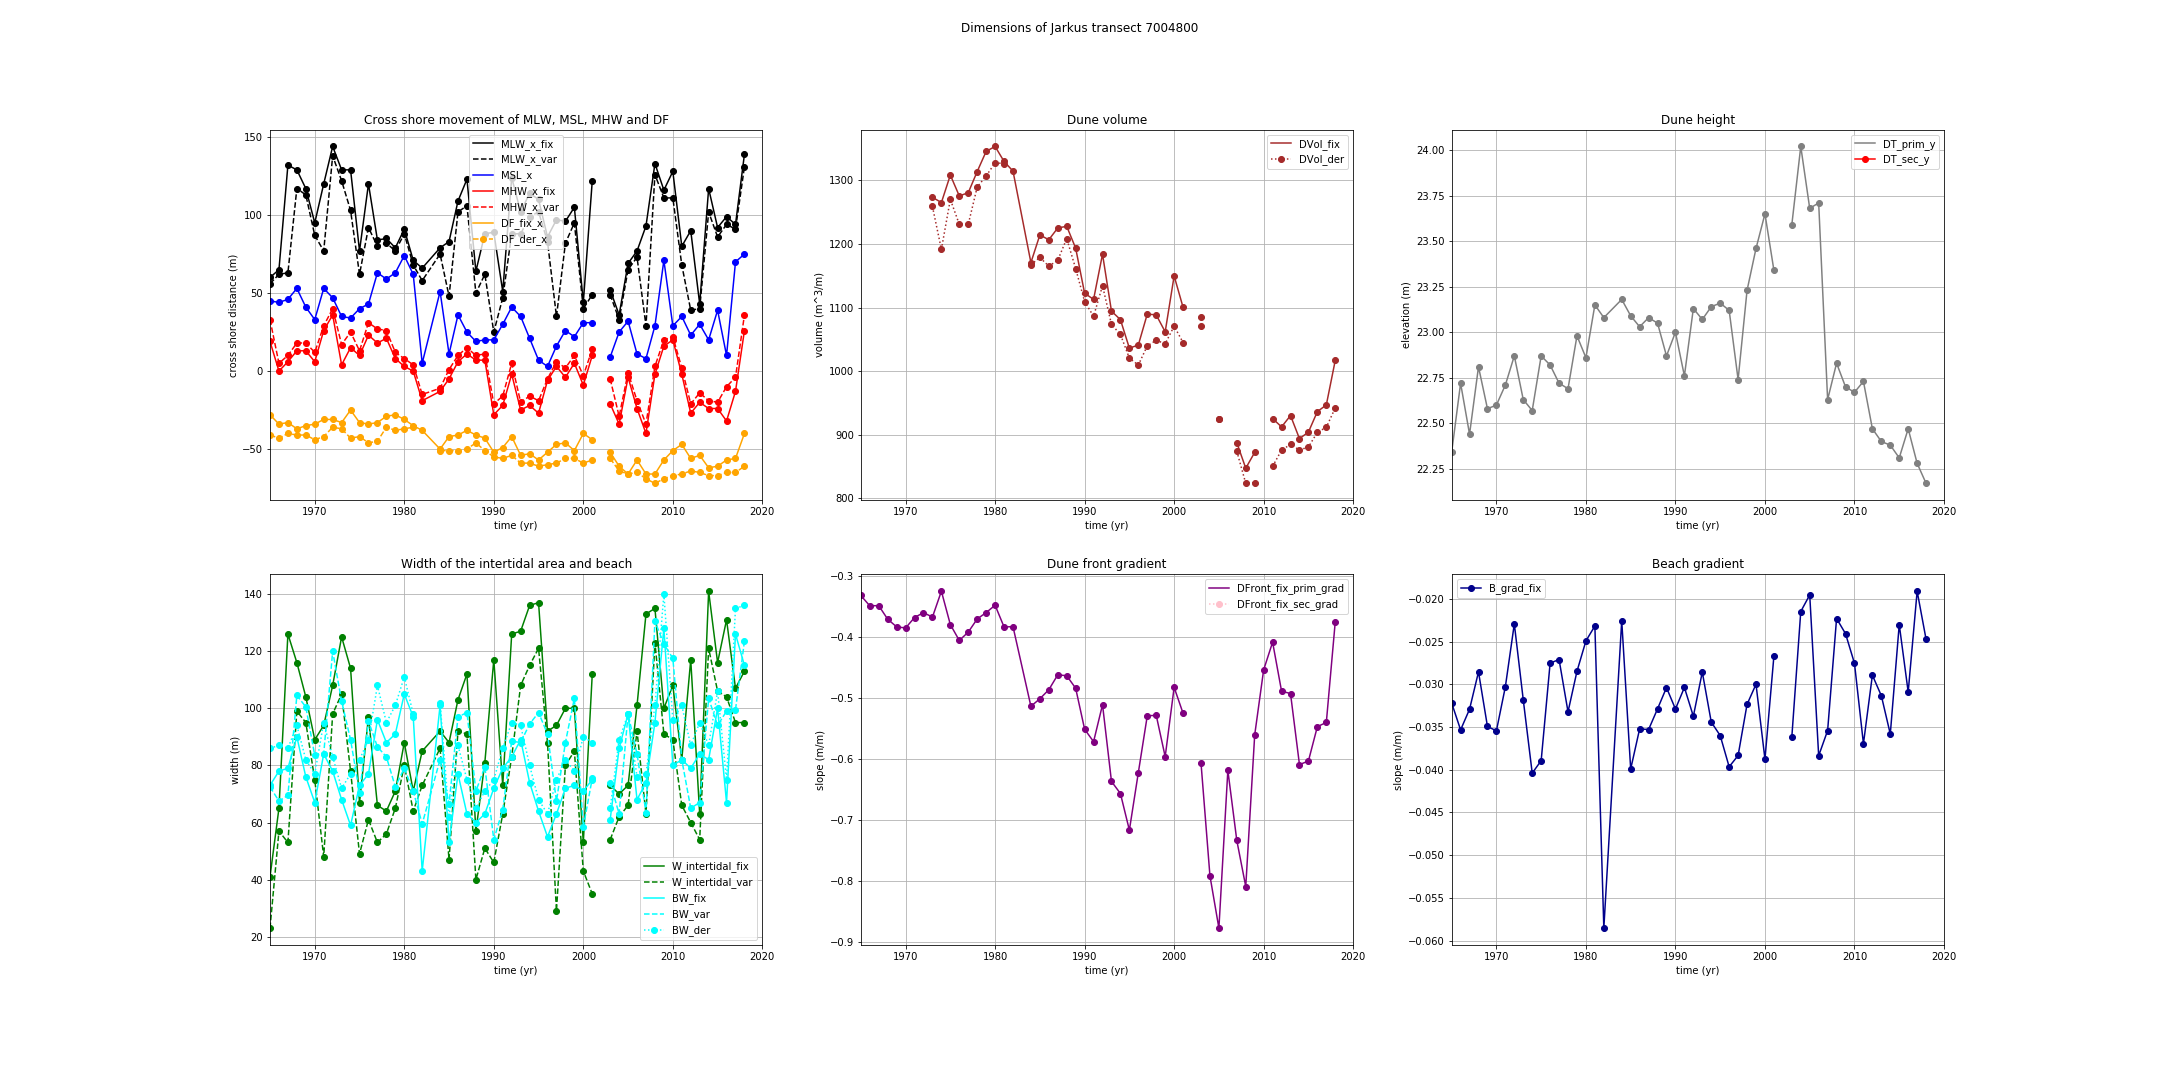 Dimensions of Jarkus transect 7004800
Cross shore movement of MLW, MSL, MHW and DF
cross shore distance (m)
150
100
50
0
−50
MLW_x_fix
MLW_x_var
MSL_x
MHW_x_fix
MHW_x_var
DF_fix_x
DF_der_x
1970 1980 1990 2000 2010 2020
time (yr)
Dune volume
volume (m^3/m)
1300
1200
1100
1000
900
800
DVol_fix
DVol_der
1970 1980 1990 2000 2010 2020
time (yr)
Dune height
elevation (m)
24.00
23.75
23.50
23.25
23.00
22.75
22.50
22.25
DT_prim_y
DT_sec_y
1970 1980 1990 2000 2010 2020
time (yr)
Width of the intertidal area and beach
width (m)
140
120
100
80
60
40
20
W_intertidal_fix
W_intertidal_var
BW_fix
BW_var
BW_der
1970 1980 1990 2000 2010 2020
time (yr)
Dune front gradient
slope (m/m)
−0.3
−0.4
−0.5
−0.6
−0.7
−0.8
−0.9
DFront_fix_prim_grad
DFront_fix_sec_grad
1970 1980 1990 2000 2010 2020
time (yr)
Beach gradient
slope (m/m)
−0.020
−0.025
−0.030
−0.035
−0.040
−0.045
−0.050
−0.055
−0.060
B_grad_fix
1970 1980 1990 2000 2010 2020
time (yr)